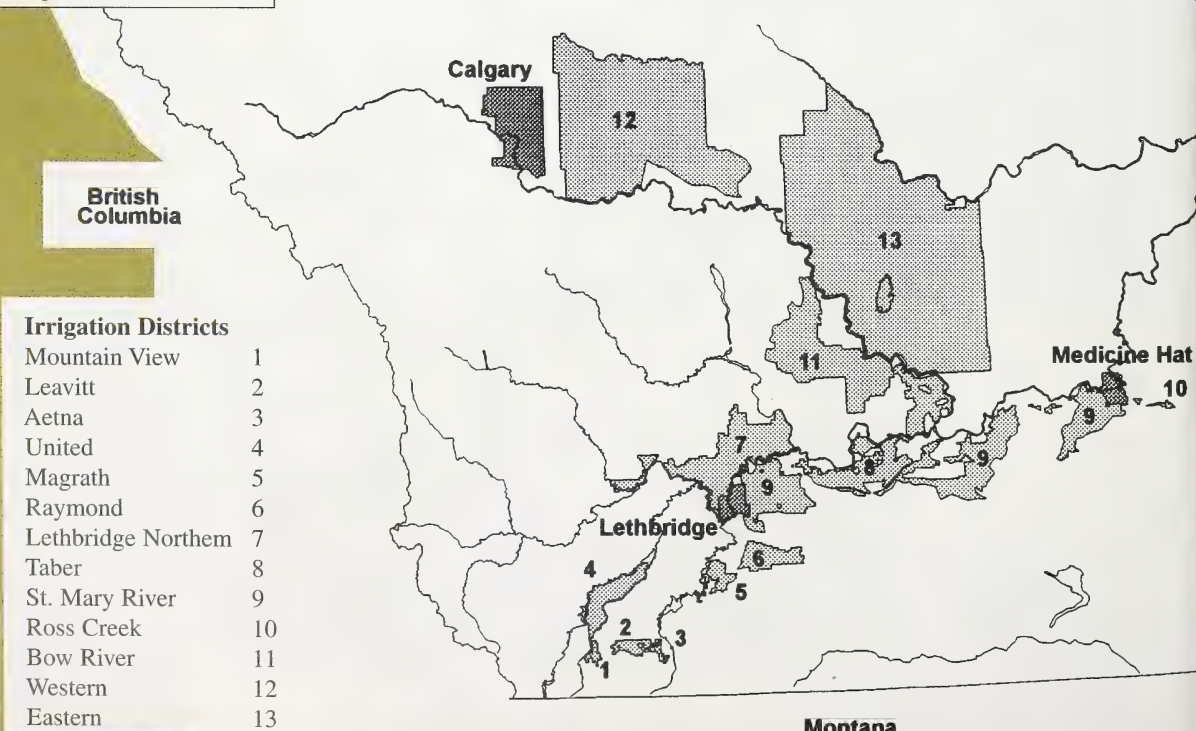 Calgary
12
British
Columbia
13
Irrigation Districts
Mountain View 1
Leavitt 2
Aetna 3
United 4
Magrath 5
Raymond 6
Lethbridge Northern 7
Taber 8
St. Mary River 9
Ross Creek 10
Bow River 11
Western 12
Eastern 13
11
Medicine Hat
10
9
7
8
9
9
Lethbridge
6
4
5
2
3
1
Montana